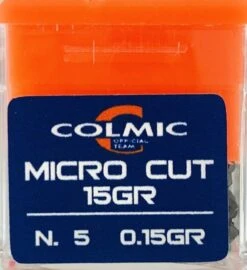 COLMIC
OFFICIAL
TEAM
MICRO CUT
15GR
N. 5 0.15GR